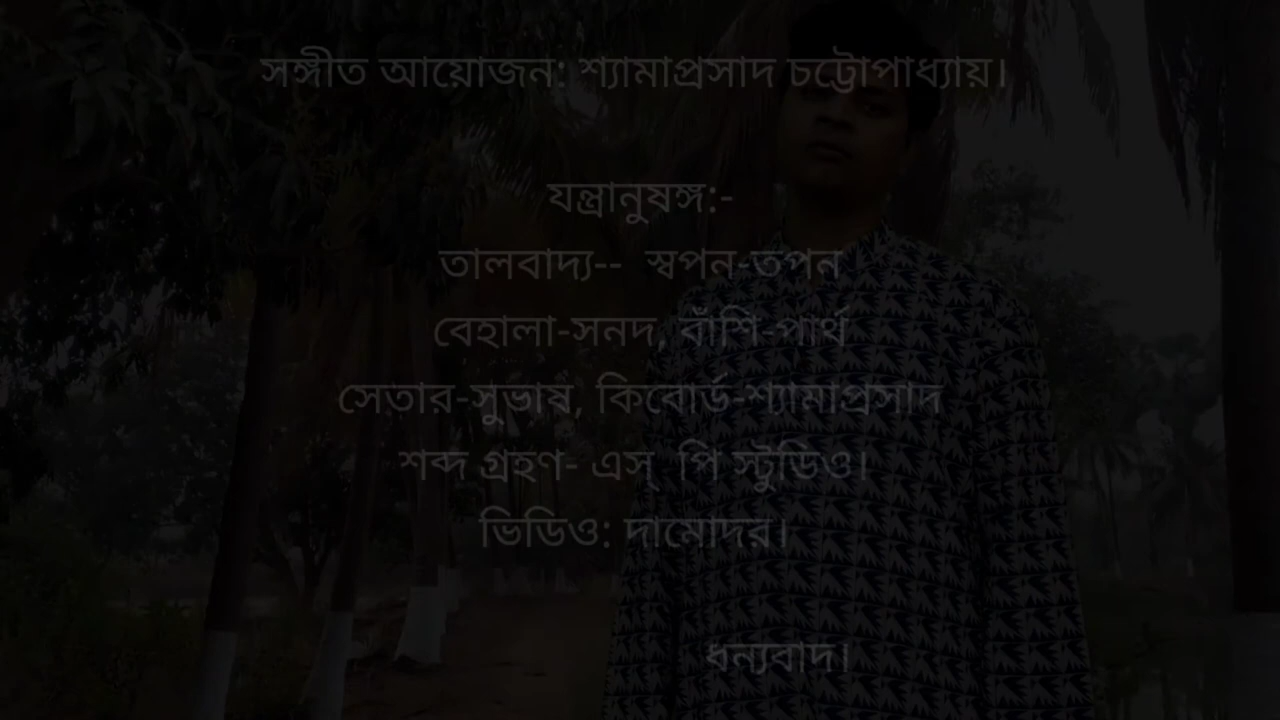 সঙ্গীত আয়োজন: শ্যামাপ্রসাদ চট্টোপাধ্যায়।
যন্ত্রানুষঙ্গ:-
তালবাদ্য-- স্বপন-তপন
বেহালা-সনদ, বাঁশি-পার্থ
সেতার-সুভাষ, কিবোর্ড-শ্যামাপ্রসাদ
শব্দ গ্রহণ- এস্ পি স্টুডিও।
ভিডিও: দামোদর।
ধন্যবাদ।